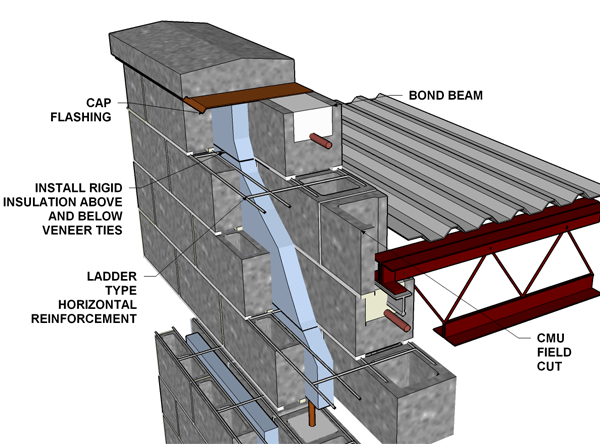 BOND BEAM
CAP
FLASHING
INSTALL RIGID
INSULATION ABOVE
AND BELOW
VENEER TIES
LADDER
TYPE
HORIZONTAL
REINFORCEMENT
CMU
FIELD
CUT